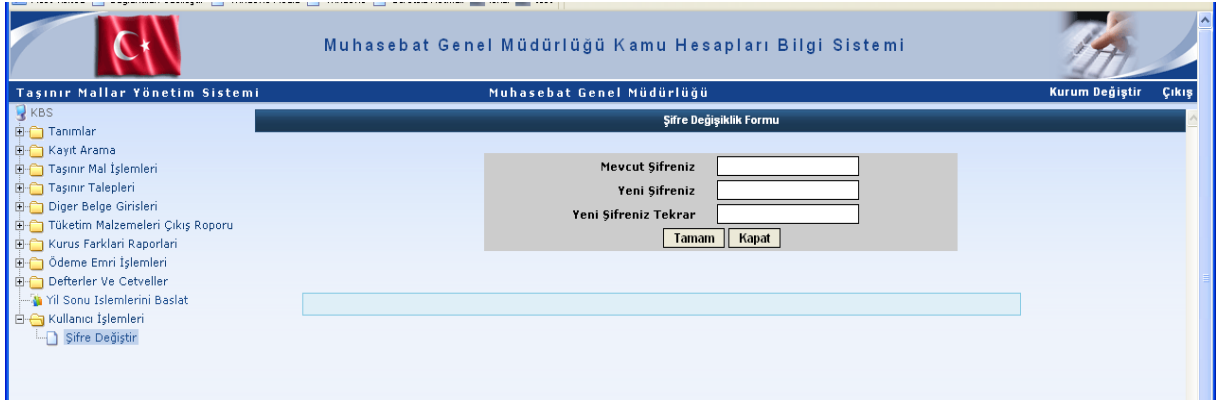 Muhasebat Genel Müdürlüğü Kamu Hesapları Bilgi Sistemi
Taşınır Mallar Yönetim Sistemi Muhasebat Genel Müdürlüğü Kurum Değiştir Çıkış
KBS
Tanımlar
Kayıt Arama
Taşınır Mal İşlemleri
Taşınır Talepleri
Diger Belge Girisleri
Tüketim Malzemeleri Çıkış Roporu
Kurus Farklari Raporlari
Ödeme Emri İşlemleri
Defterler Ve Cetveller
Yil Sonu Islemlerini Baslat
Kullanıcı İşlemleri
Şifre Değiştir
Şifre Değişiklik Formu
Mevcut Şifreniz
Yeni Şifreniz
Yeni Şifreniz Tekrar
Tamam Kapat